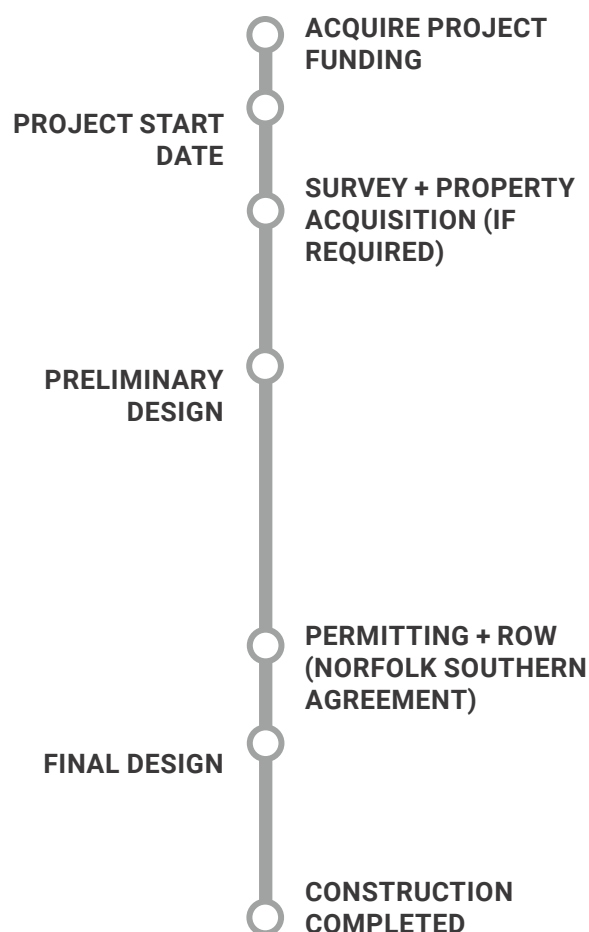 ACQUIRE PROJECT
FUNDING
PROJECT START
DATE
SURVEY + PROPERTY
ACQUISITION (IF
REQUIRED)
PRELIMINARY
DESIGN
PERMITTING + ROW
(NORFOLK SOUTHERN
AGREEMENT)
FINAL DESIGN
CONSTRUCTION
COMPLETED